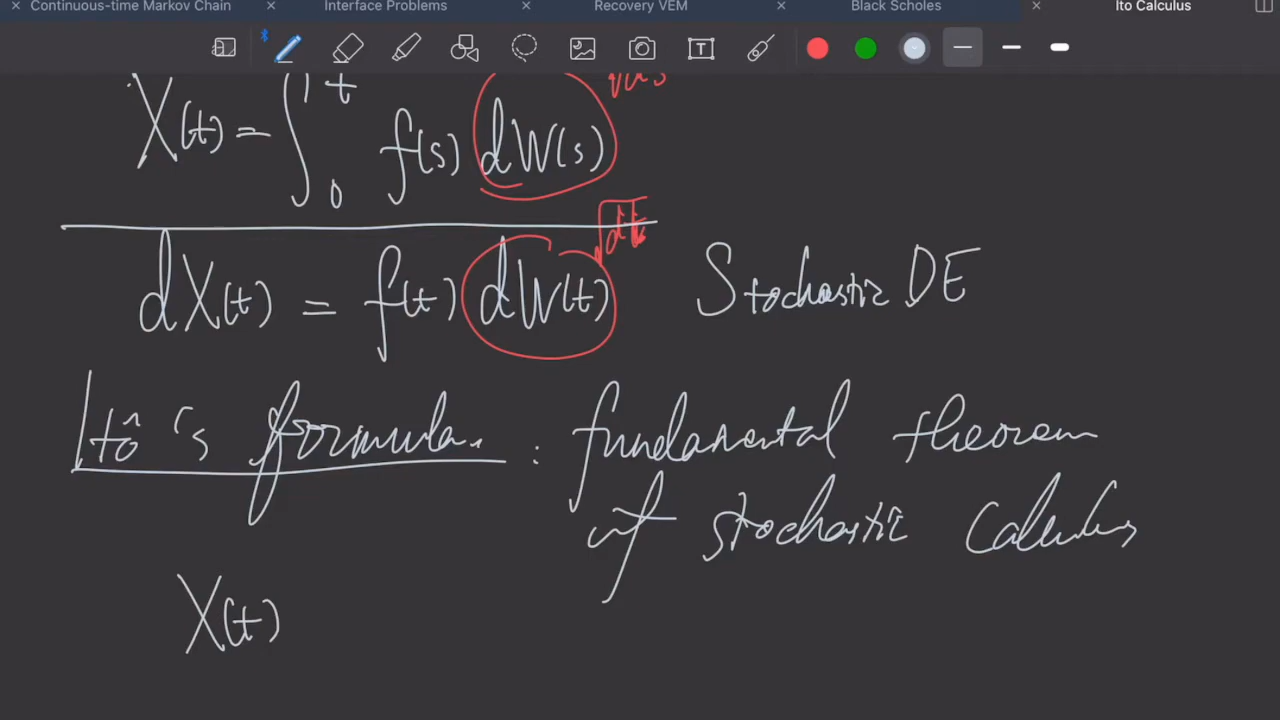 Continuous-time Markov Chain Interface Problems Recovery VEM Black Scholes Ito Calculus
X(t) = ∫₀ᵗ f(s) dW(s)
√dt
dX(t) = f(t) dW(t) Stochastic DE
Itô's formula : fundamental theorem
of stochastic Calculus
X(t)